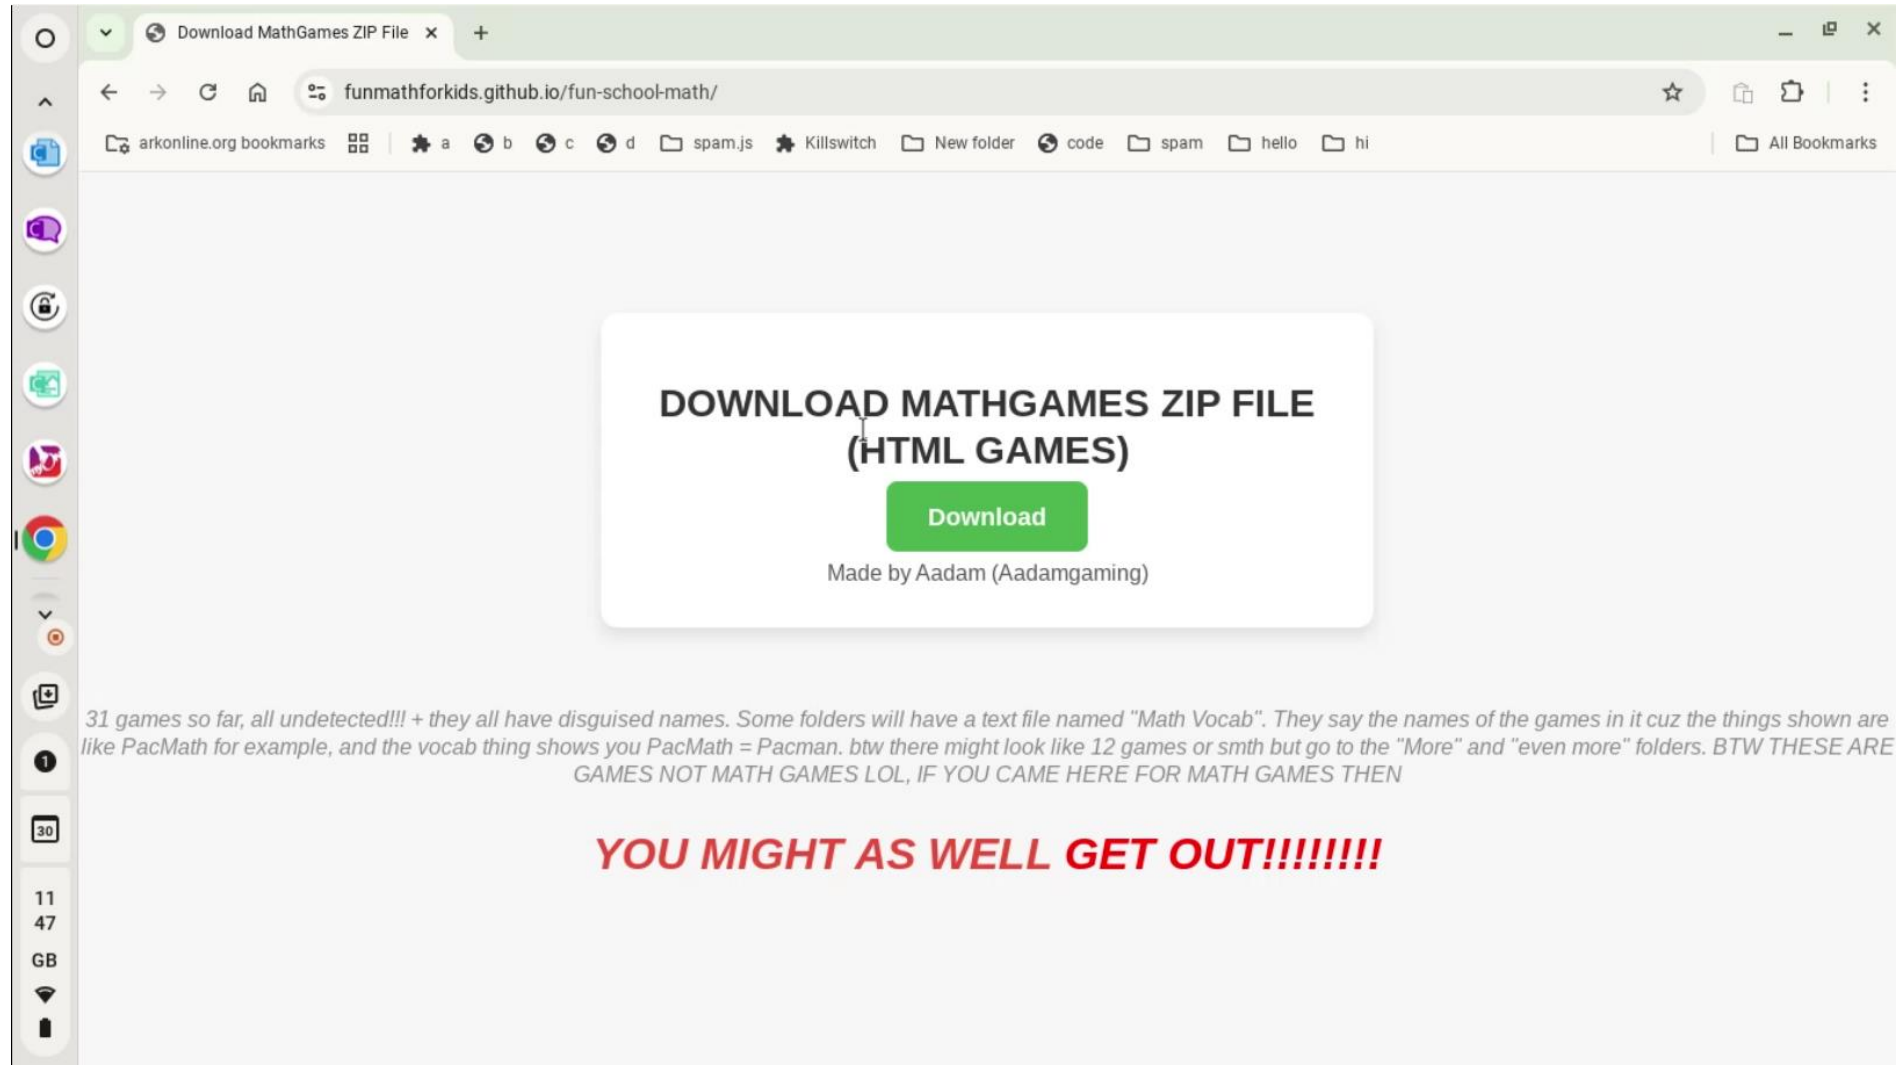 Download MathGames ZIP File
funmathforkids.github.io/fun-school-math/
arkonline.org bookmarks a b c d spam.js Killswitch New folder code spam hello hi All Bookmarks
DOWNLOAD MATHGAMES ZIP FILE
(HTML GAMES)
Download
Made by Aadam (Aadamgaming)
31 games so far, all undetected!!! + they all have disguised names. Some folders will have a text file named "Math Vocab". They say the names of the games in it cuz the things shown are
like PacMath for example, and the vocab thing shows you PacMath = Pacman. btw there might look like 12 games or smth but go to the "More" and "even more" folders. BTW THESE ARE
GAMES NOT MATH GAMES LOL, IF YOU CAME HERE FOR MATH GAMES THEN
YOU MIGHT AS WELL GET OUT!!!!!!!!
1
30
11
47
GB